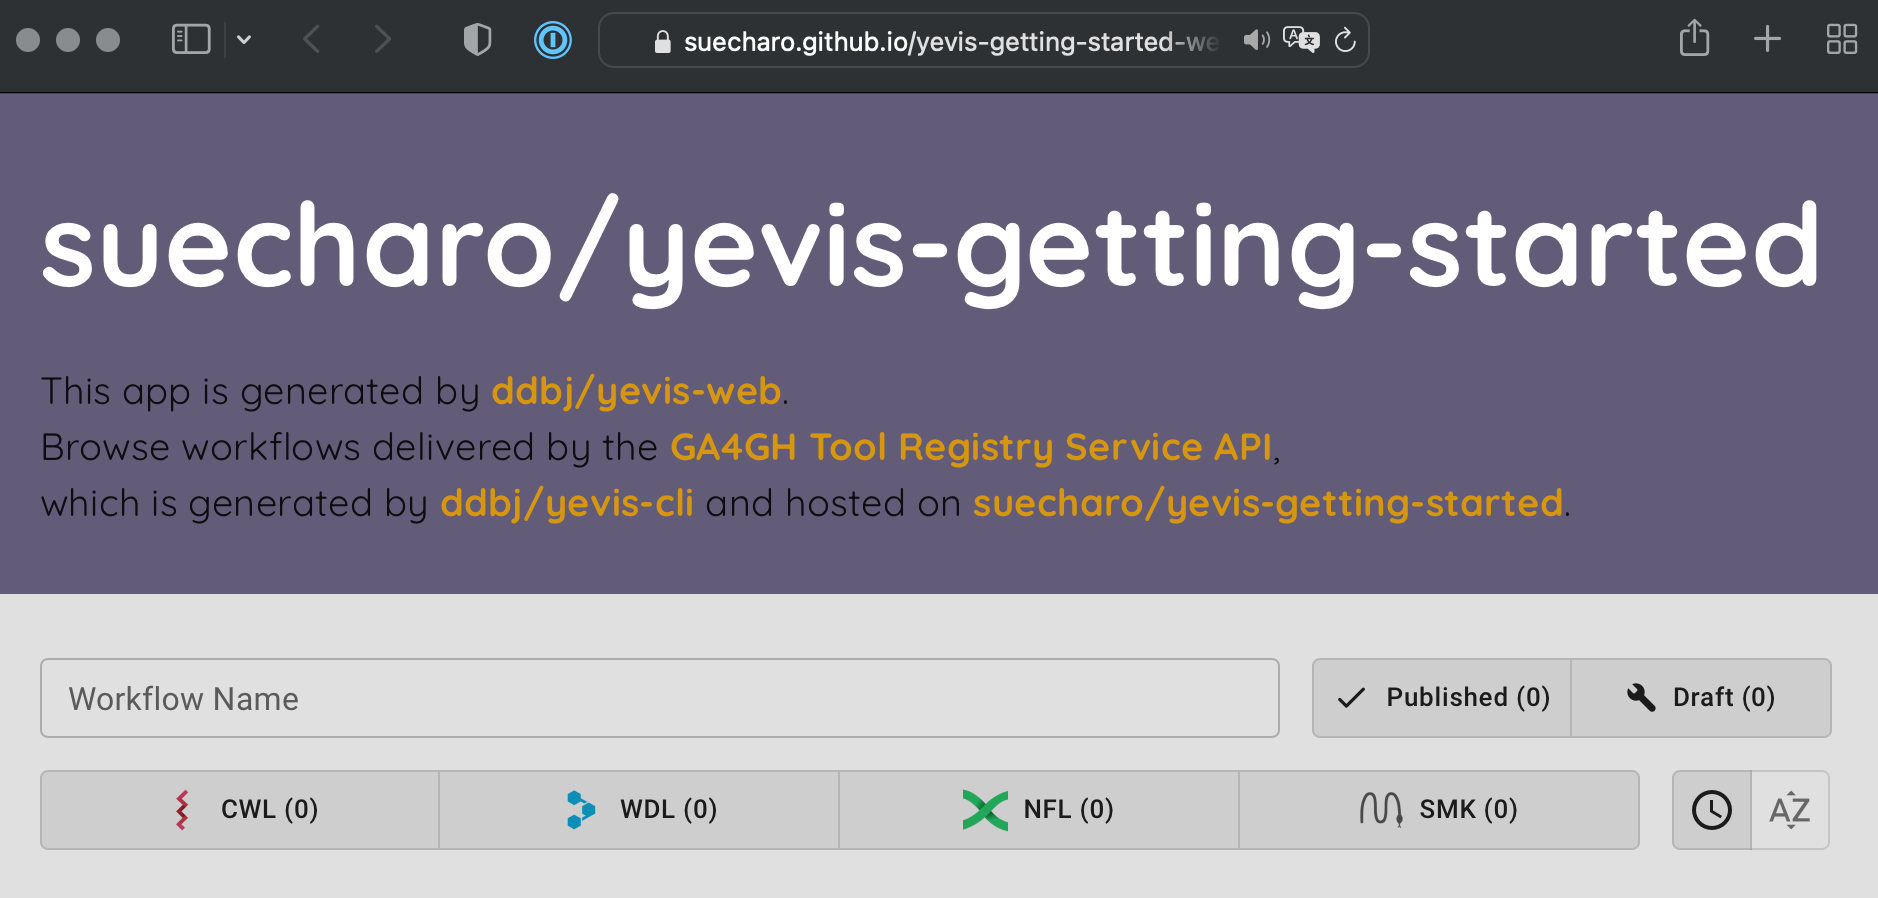 suecharo.github.io/yevis-getting-started-we
suecharo/yevis-getting-started
This app is generated by ddbj/yevis-web.
Browse workflows delivered by the GA4GH Tool Registry Service API,
which is generated by ddbj/yevis-cli and hosted on suecharo/yevis-getting-started.
Workflow Name
Published (0)
Draft (0)
CWL (0)
WDL (0)
NFL (0)
SMK (0)
AZ